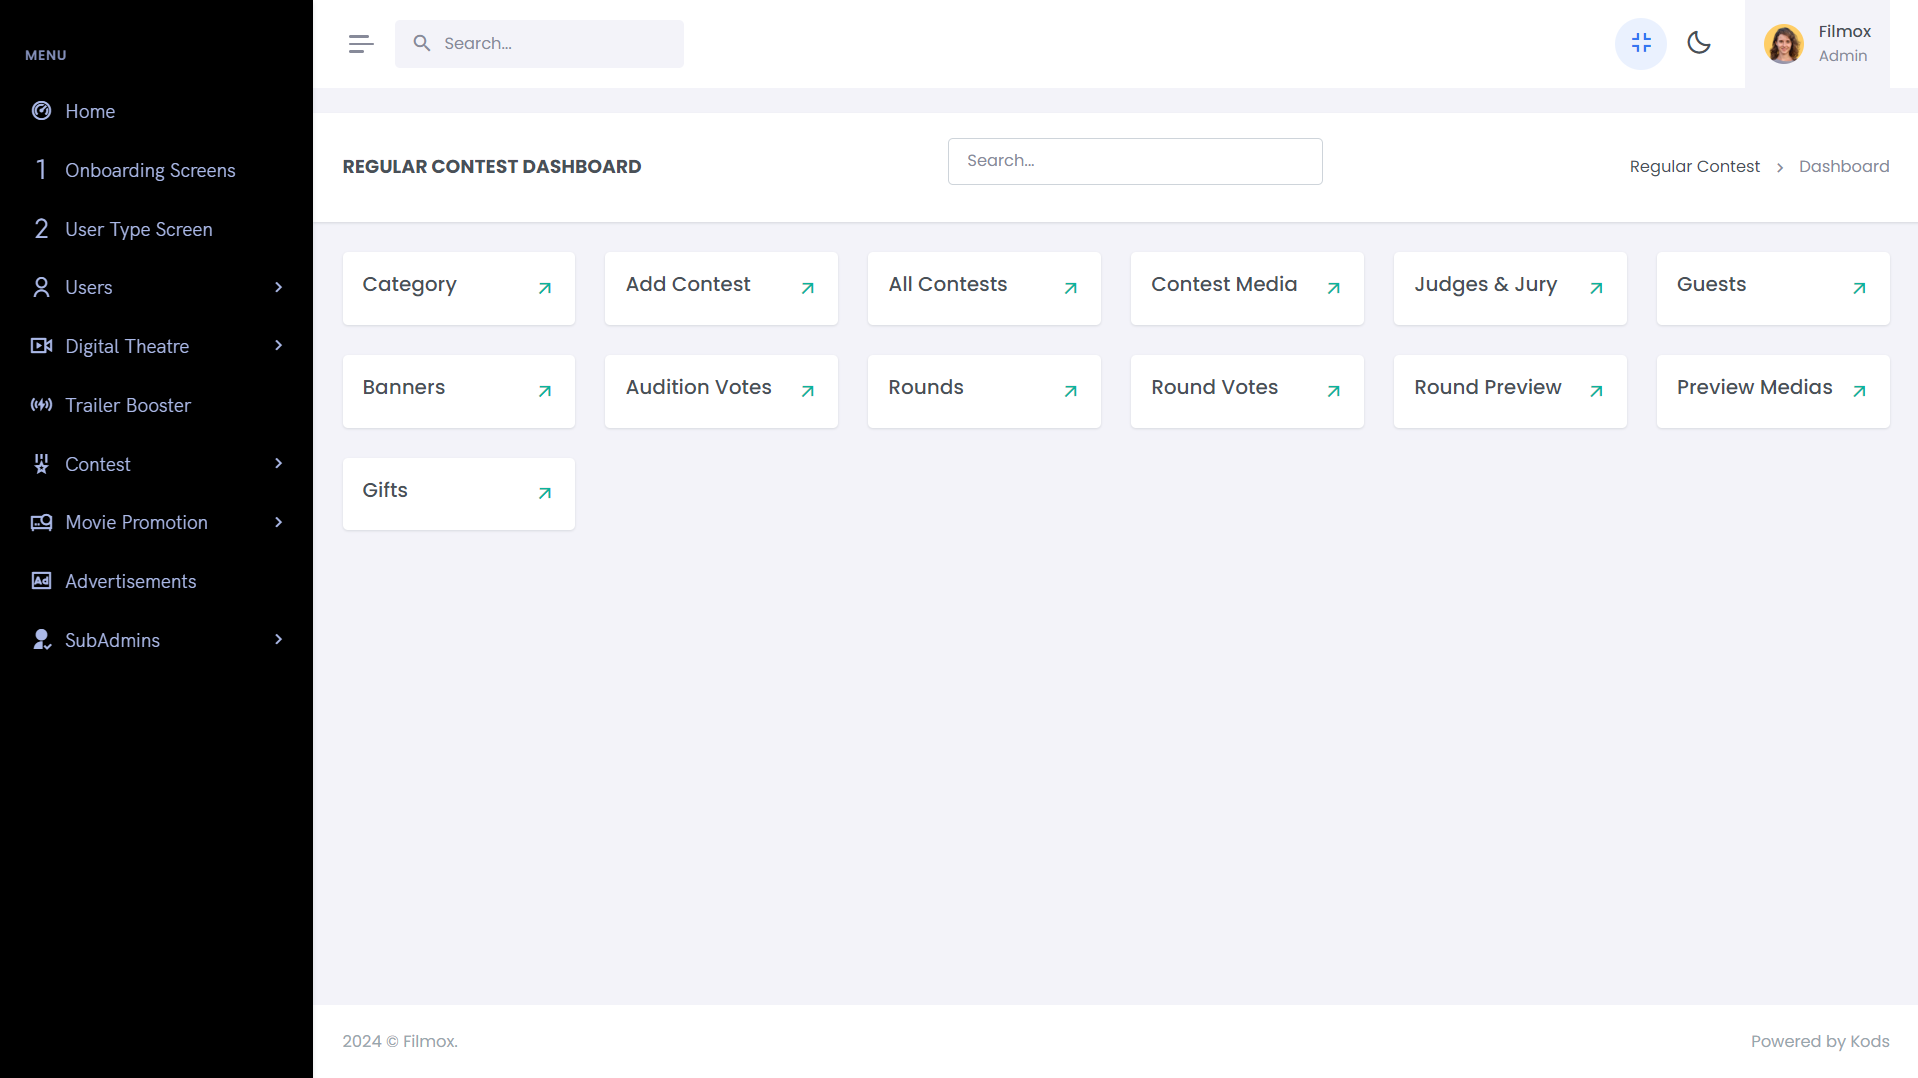 MENU
Home
1 Onboarding Screens
2 User Type Screen
Users
Digital Theatre
Trailer Booster
Contest
Movie Promotion
Ad Advertisements
SubAdmins
Search...
Filmox
Admin
REGULAR CONTEST DASHBOARD
Search...
Regular Contest > Dashboard
Category
Add Contest
All Contests
Contest Media
Judges & Jury
Guests
Banners
Audition Votes
Rounds
Round Votes
Round Preview
Preview Medias
Gifts
2024 © Filmox.
Powered by Kods